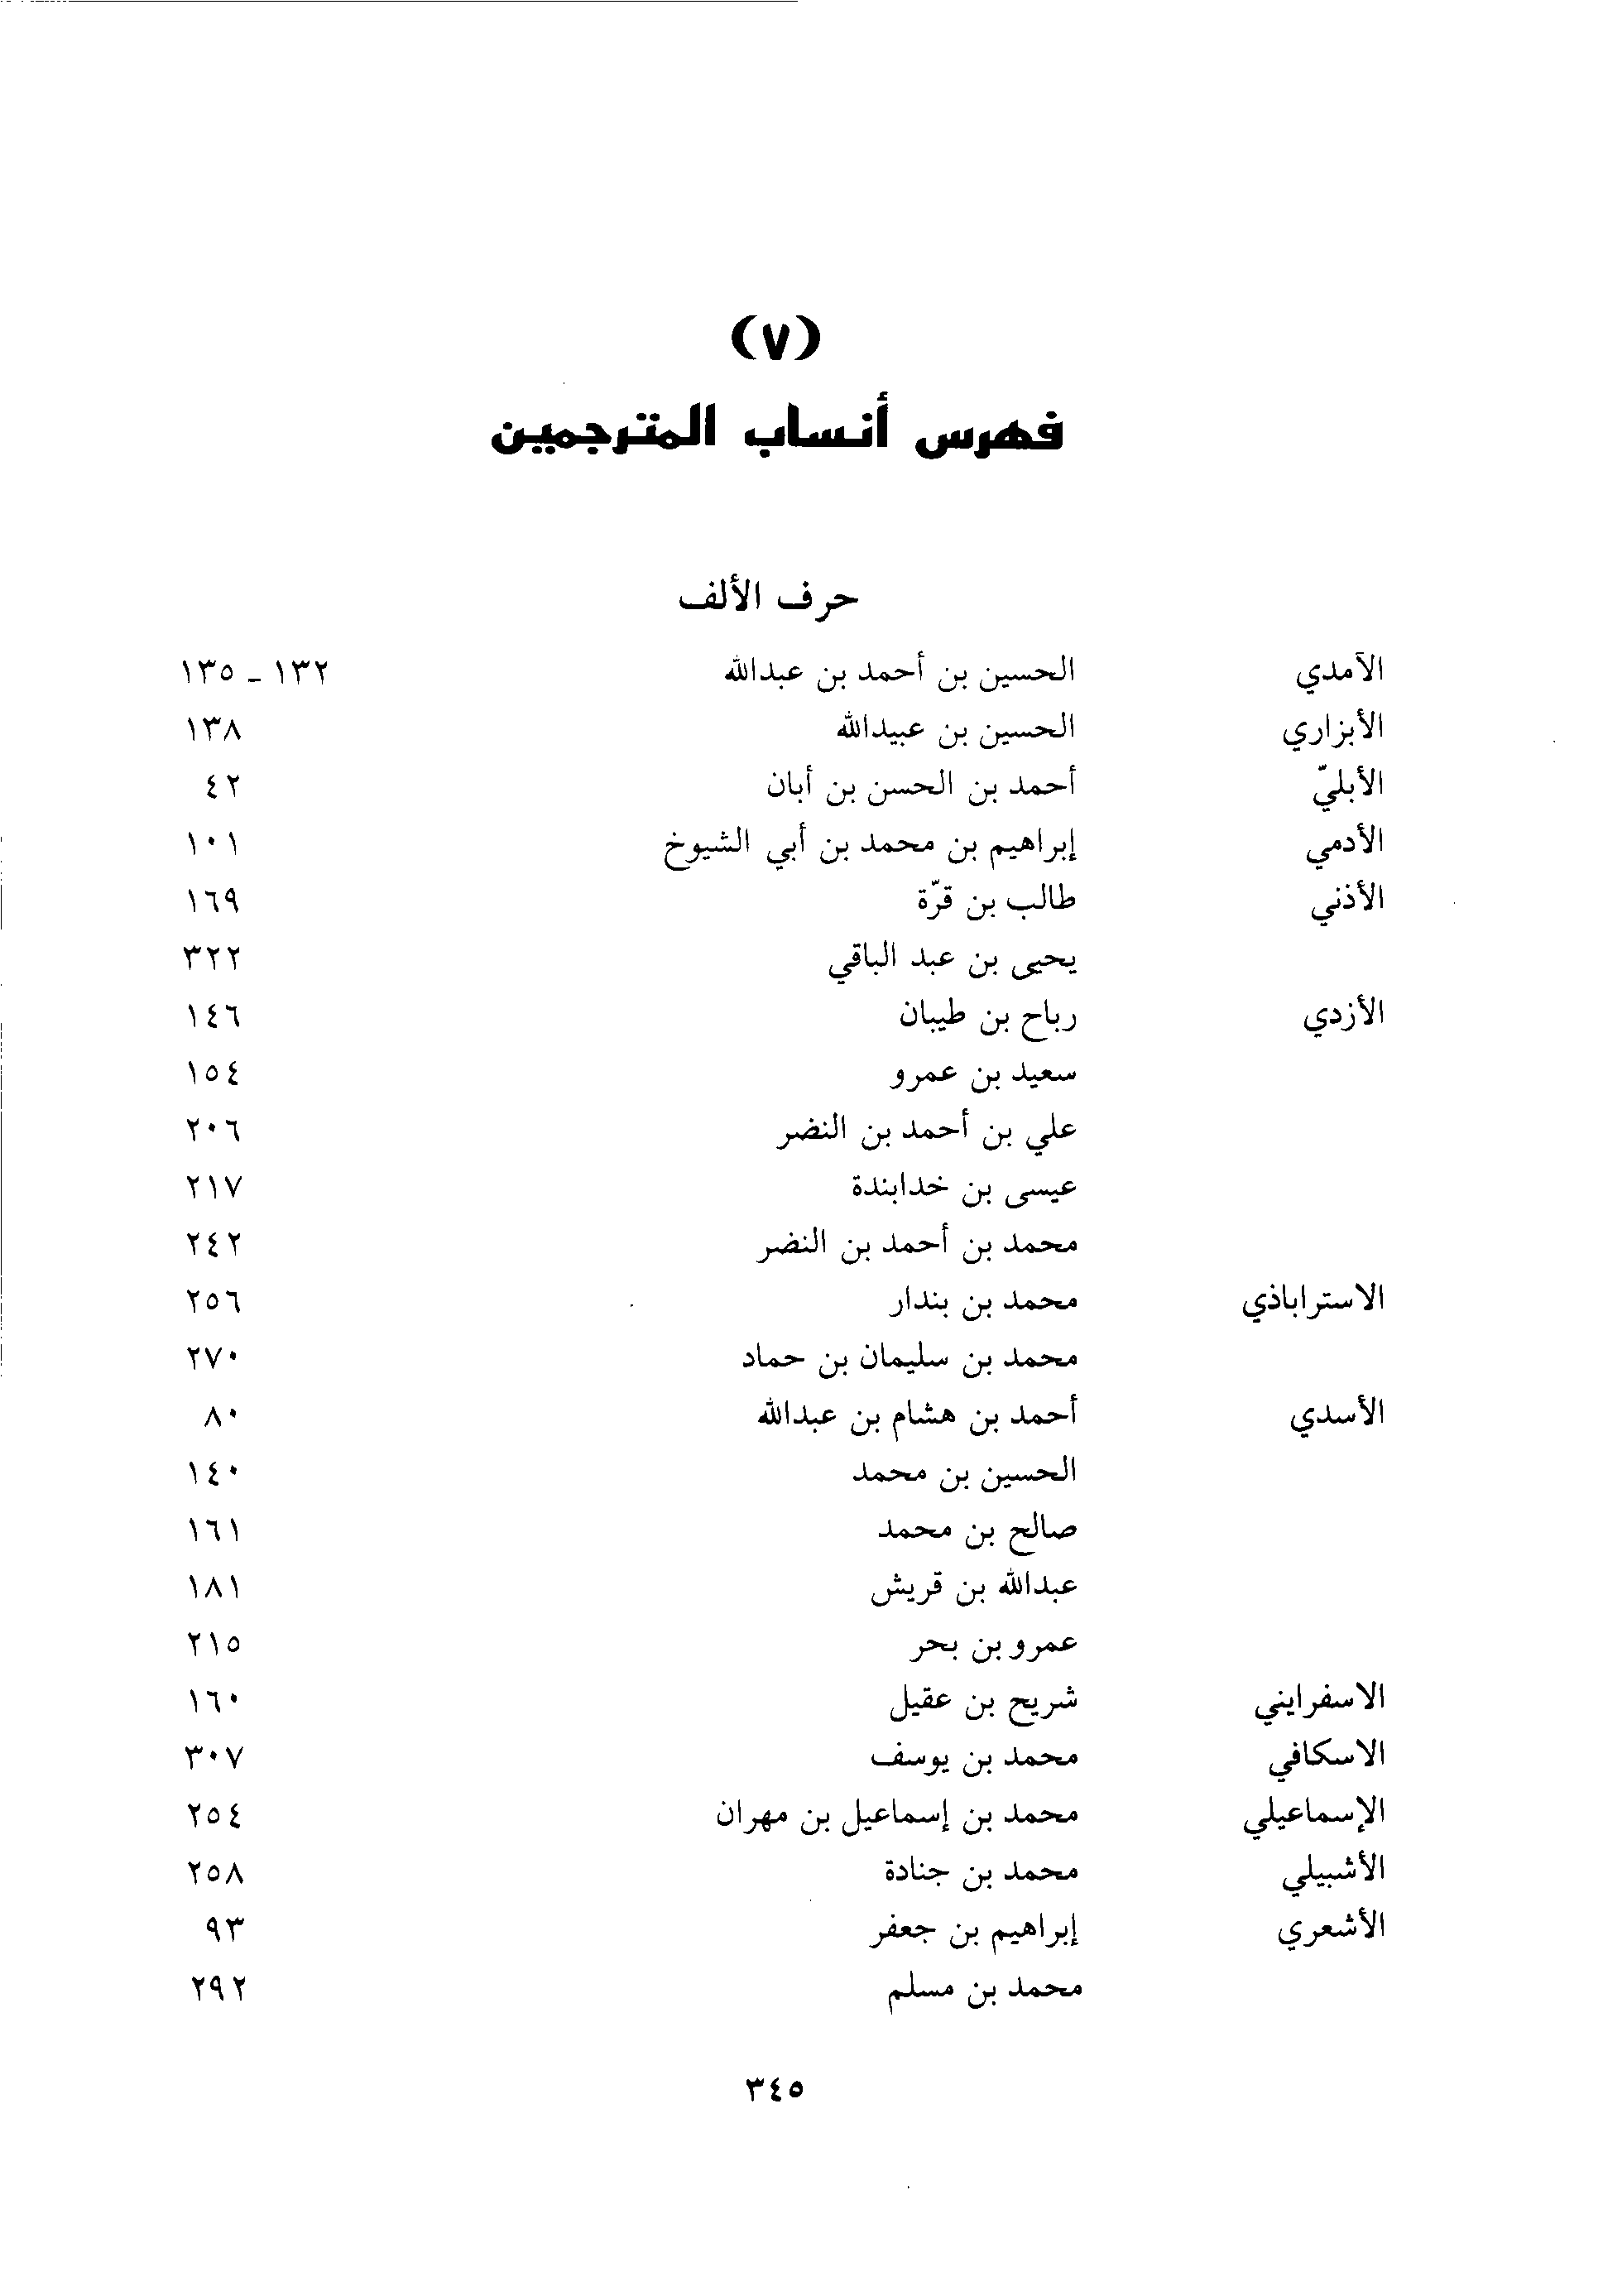 (٧)
فهرس أنساب المترجمين
حرف الألف
الآمدي الحسين بن أحمد بن عبدالله ١٣٢ - ١٣٥
الأبزاري الحسين بن عبيدالله ١٣٨
الأبليّ أحمد بن الحسن بن أبان ٤٢
الأدمي إبراهيم بن محمد بن أبي الشيوخ ١٠١
الأذني طالب بن قرّة ١٦٩
يحيى بن عبد الباقي ٣٢٢
الأزدي رباح بن طيبان ١٤٦
سعيد بن عمرو ١٥٤
علي بن أحمد بن النضر ٢٠٦
عيسى بن خدابندة ٢١٧
محمد بن أحمد بن النضر ٢٤٢
الاستراباذي محمد بن بندار ٢٥٦
محمد بن سليمان بن حماد ٢٧٠
الأسدي أحمد بن هشام بن عبدالله ٨٠
الحسين بن محمد ١٤٠
صالح بن محمد ١٦١
عبدالله بن قريش ١٨١
عمرو بن بحر ٢١٥
الاسفرايني شريح بن عقيل ١٦٠
الاسكافي محمد بن يوسف ٣٠٧
الإسماعيلي محمد بن إسماعيل بن مهران ٢٥٤
الأشبيلي محمد بن جنادة ٢٥٨
الأشعري إبراهيم بن جعفر ٩٣
محمد بن مسلم ٢٩٢
٣٤٥